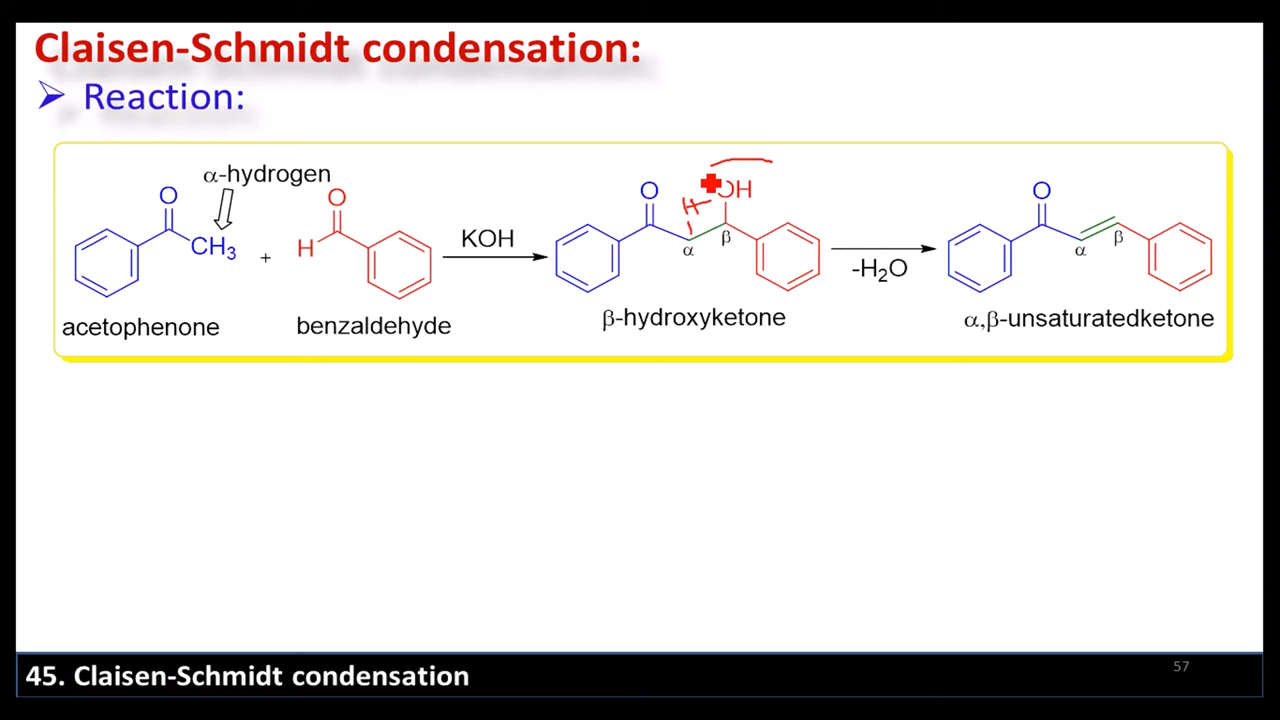 Claisen-Schmidt condensation:
➢ Reaction:
α-hydrogen
O
CH₃
+
O
H
KOH
O
OH
H
α
β
-H₂O
O
α
β
acetophenone
benzaldehyde
β-hydroxyketone
α,β-unsaturatedketone
45. Claisen-Schmidt condensation
57